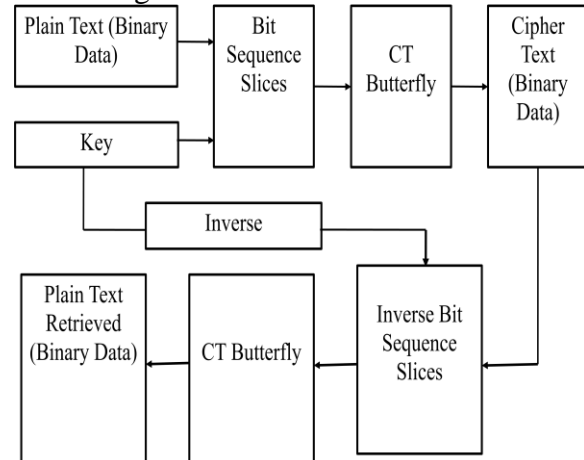 Plain Text (Binary
Data)
Bit
Sequence
Slices
CT
Butterfly
Cipher
Text
(Binary
Data)
Key
Inverse
Plain Text
Retrieved
(Binary Data)
CT Butterfly
Inverse Bit
Sequence
Slices